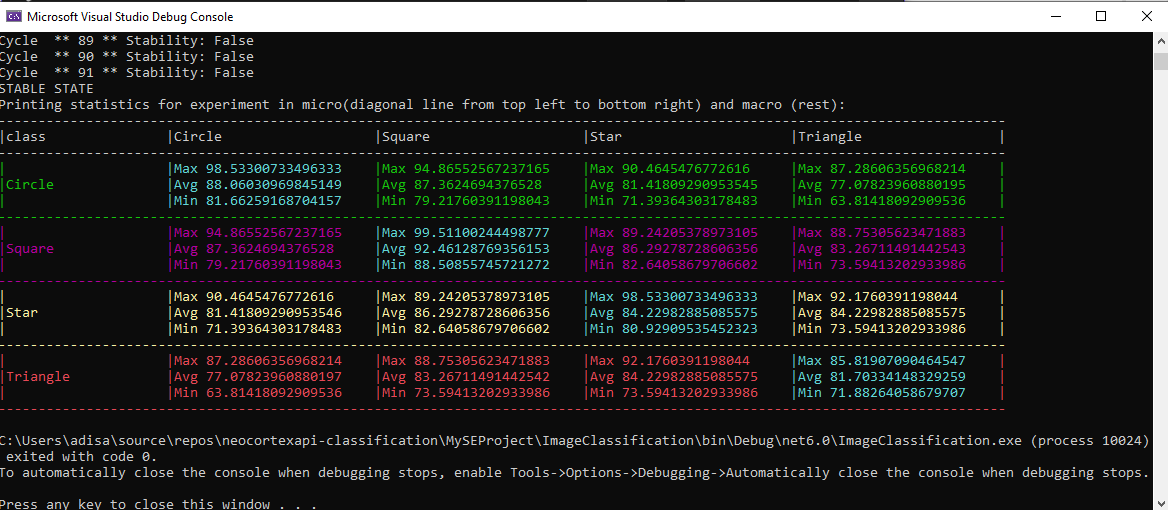 Microsoft Visual Studio Debug Console
Cycle  ** 89 ** Stability: False
Cycle  ** 90 ** Stability: False
Cycle  ** 91 ** Stability: False
STABLE STATE
Printing statistics for experiment in micro(diagonal line from top left to bottom right) and macro (rest):
|class |Circle |Square |Star |Triangle |
| |Max 98.53300733496333 |Max 94.86552567237165 |Max 90.4645476772616 |Max 87.28606356968214 |
|Circle |Avg 88.06030969845149 |Avg 87.3624694376528 |Avg 81.41809290953545 |Avg 77.07823960880195 |
| |Min 81.66259168704157 |Min 79.21760391198043 |Min 71.39364303178483 |Min 63.81418092909536 |
| |Max 94.86552567237165 |Max 99.51100244498777 |Max 89.24205378973105 |Max 88.75305623471883 |
|Square |Avg 87.3624694376528 |Avg 92.46128769356153 |Avg 86.29278728606356 |Avg 83.26711491442543 |
| |Min 79.21760391198043 |Min 88.50855745721272 |Min 82.64058679706602 |Min 73.59413202933986 |
| |Max 90.4645476772616 |Max 89.24205378973105 |Max 98.53300733496333 |Max 92.1760391198044 |
|Star |Avg 81.41809290953546 |Avg 86.29278728606356 |Avg 84.22982885085575 |Avg 84.22982885085575 |
| |Min 71.39364303178483 |Min 82.64058679706602 |Min 80.92909535452323 |Min 73.59413202933986 |
| |Max 87.28606356968214 |Max 88.75305623471883 |Max 92.1760391198044 |Max 85.81907090464547 |
|Triangle |Avg 77.07823960880197 |Avg 83.26711491442542 |Avg 84.22982885085575 |Avg 81.70334148329259 |
| |Min 63.81418092909536 |Min 73.59413202933986 |Min 73.59413202933986 |Min 71.88264058679707 |
C:\Users\adisa\source\repos\neocortexapi-classification\MySEProject\ImageClassification\bin\Debug\net6.0\ImageClassification.exe (process 10024)
exited with code 0.
To automatically close the console when debugging stops, enable Tools->Options->Debugging->Automatically close the console when debugging stops.
Press any key to close this window . . .